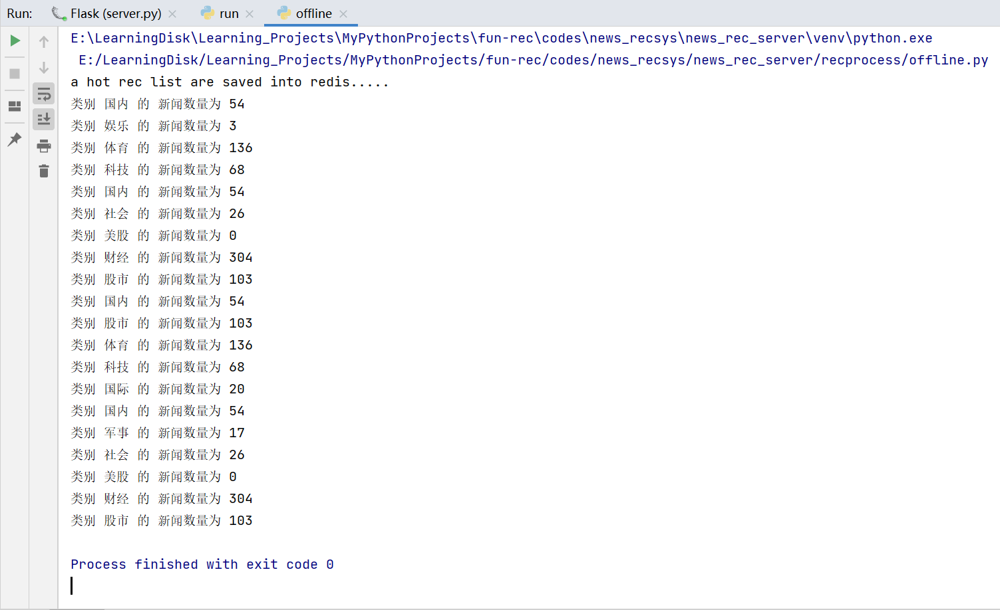 Run: Flask (server.py) run offline
E:\LearningDisk\Learning_Projects\MyPythonProjects\fun-rec\codes\news_recsys\news_rec_server\venv\python.exe
E:/LearningDisk/Learning_Projects/MyPythonProjects/fun-rec/codes/news_recsys/news_rec_server/recprocess/offline.py
a hot rec list are saved into redis.....
类别 国内 的 新闻数量为 54
类别 娱乐 的 新闻数量为 3
类别 体育 的 新闻数量为 136
类别 科技 的 新闻数量为 68
类别 国内 的 新闻数量为 54
类别 社会 的 新闻数量为 26
类别 美股 的 新闻数量为 0
类别 财经 的 新闻数量为 304
类别 股市 的 新闻数量为 103
类别 国内 的 新闻数量为 54
类别 股市 的 新闻数量为 103
类别 体育 的 新闻数量为 136
类别 科技 的 新闻数量为 68
类别 国际 的 新闻数量为 20
类别 国内 的 新闻数量为 54
类别 军事 的 新闻数量为 17
类别 社会 的 新闻数量为 26
类别 美股 的 新闻数量为 0
类别 财经 的 新闻数量为 304
类别 股市 的 新闻数量为 103
Process finished with exit code 0